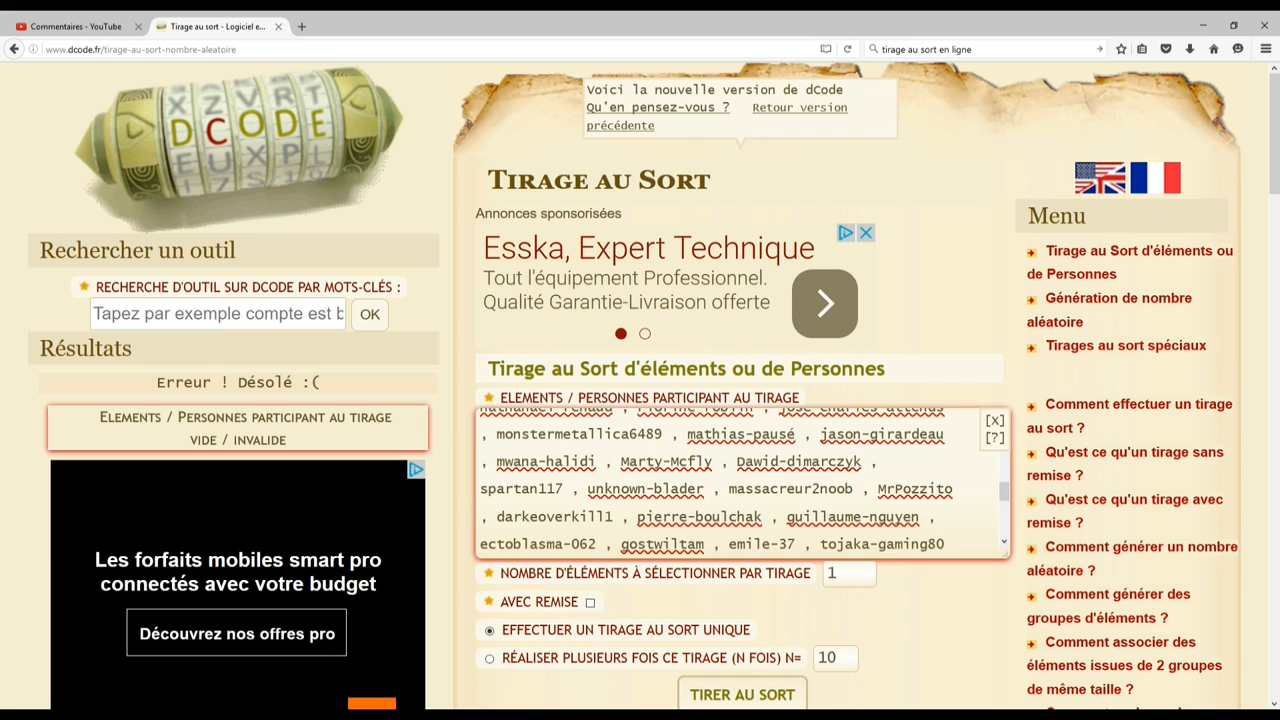 Commentaires - YouTube
Tirage au sort - Logiciel e...
www.dcode.fr/tirage-au-sort-nombre-aleatoire
tirage au sort en ligne
DCODE
Rechercher un outil
RECHERCHE D'OUTIL SUR DCODE PAR MOTS-CLÉS :
Tapez par exemple compte est b
OK
Résultats
Erreur ! Désolé :(
ELEMENTS / PERSONNES PARTICIPANT AU TIRAGE
VIDE / INVALIDE
Les forfaits mobiles smart pro
connectés avec votre budget
Découvrez nos offres pro
Voici la nouvelle version de dCode
Qu'en pensez-vous ? Retour version
précédente
TIRAGE AU SORT
Annonces sponsorisées
Esska, Expert Technique
Tout l'équipement Professionnel.
Qualité Garantie-Livraison offerte
Tirage au Sort d'éléments ou de Personnes
ELEMENTS / PERSONNES PARTICIPANT AU TIRAGE
[X]
[?]
, monstermetallica6489 , mathias-pausé , jason-girardeau
, mwana-halidi , Marty-Mcfly , Dawid-dimarczyk ,
spartan117 , unknown-blader , massacreur2noob , MrPozzito
, darkeoverkill1 , pierre-boulchak , guillaume-nguyen ,
ectoblasma-062 , gostwiltam , emile-37 , tojaka-gaming80
NOMBRE D'ÉLÉMENTS À SÉLECTIONNER PAR TIRAGE 1
AVEC REMISE
EFFECTUER UN TIRAGE AU SORT UNIQUE
RÉALISER PLUSIEURS FOIS CE TIRAGE (N FOIS) N= 10
TIRER AU SORT
Menu
Tirage au Sort d'éléments ou
de Personnes
Génération de nombre
aléatoire
Tirages au sort spéciaux
Comment effectuer un tirage
au sort ?
Qu'est ce qu'un tirage sans
remise ?
Qu'est ce qu'un tirage avec
remise ?
Comment générer un nombre
aléatoire ?
Comment générer des
groupes d'éléments ?
Comment associer des
éléments issues de 2 groupes
de même taille ?